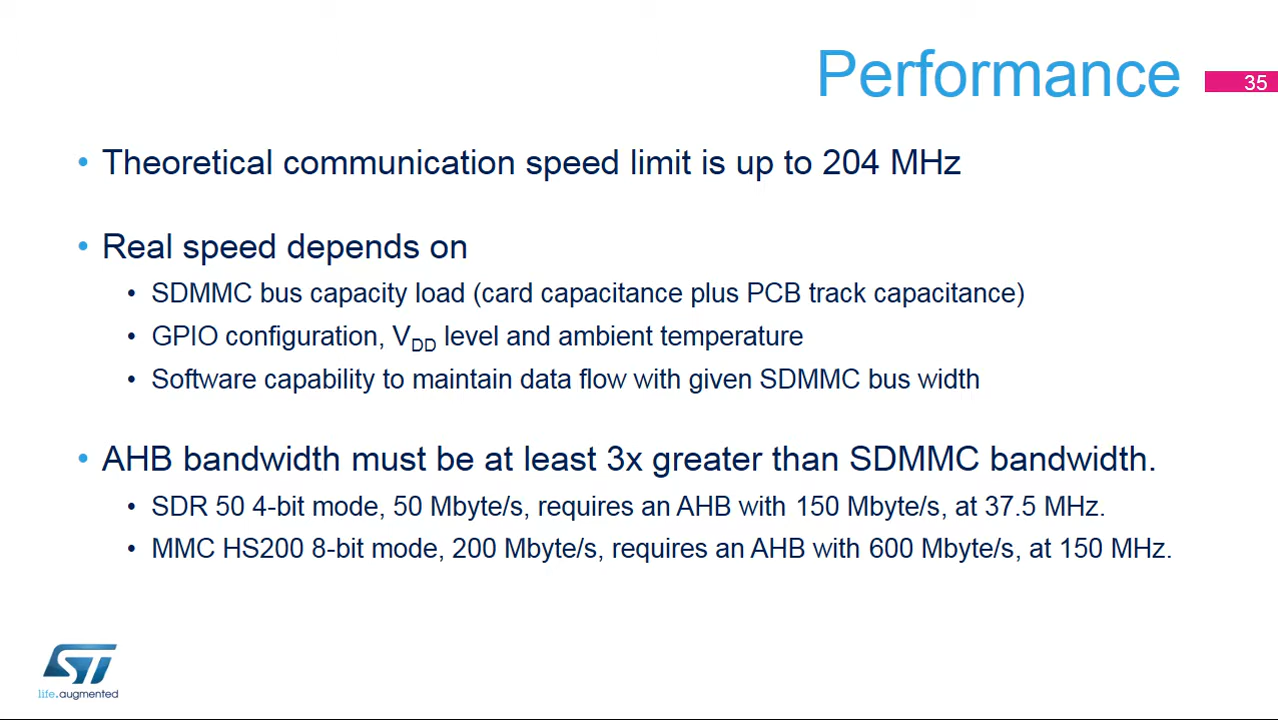 Performance
35
• Theoretical communication speed limit is up to 204 MHz
• Real speed depends on
• SDMMC bus capacity load (card capacitance plus PCB track capacitance)
• GPIO configuration, VDD level and ambient temperature
• Software capability to maintain data flow with given SDMMC bus width
• AHB bandwidth must be at least 3x greater than SDMMC bandwidth.
• SDR 50 4-bit mode, 50 Mbyte/s, requires an AHB with 150 Mbyte/s, at 37.5 MHz.
• MMC HS200 8-bit mode, 200 Mbyte/s, requires an AHB with 600 Mbyte/s, at 150 MHz.
ST
life.augmented